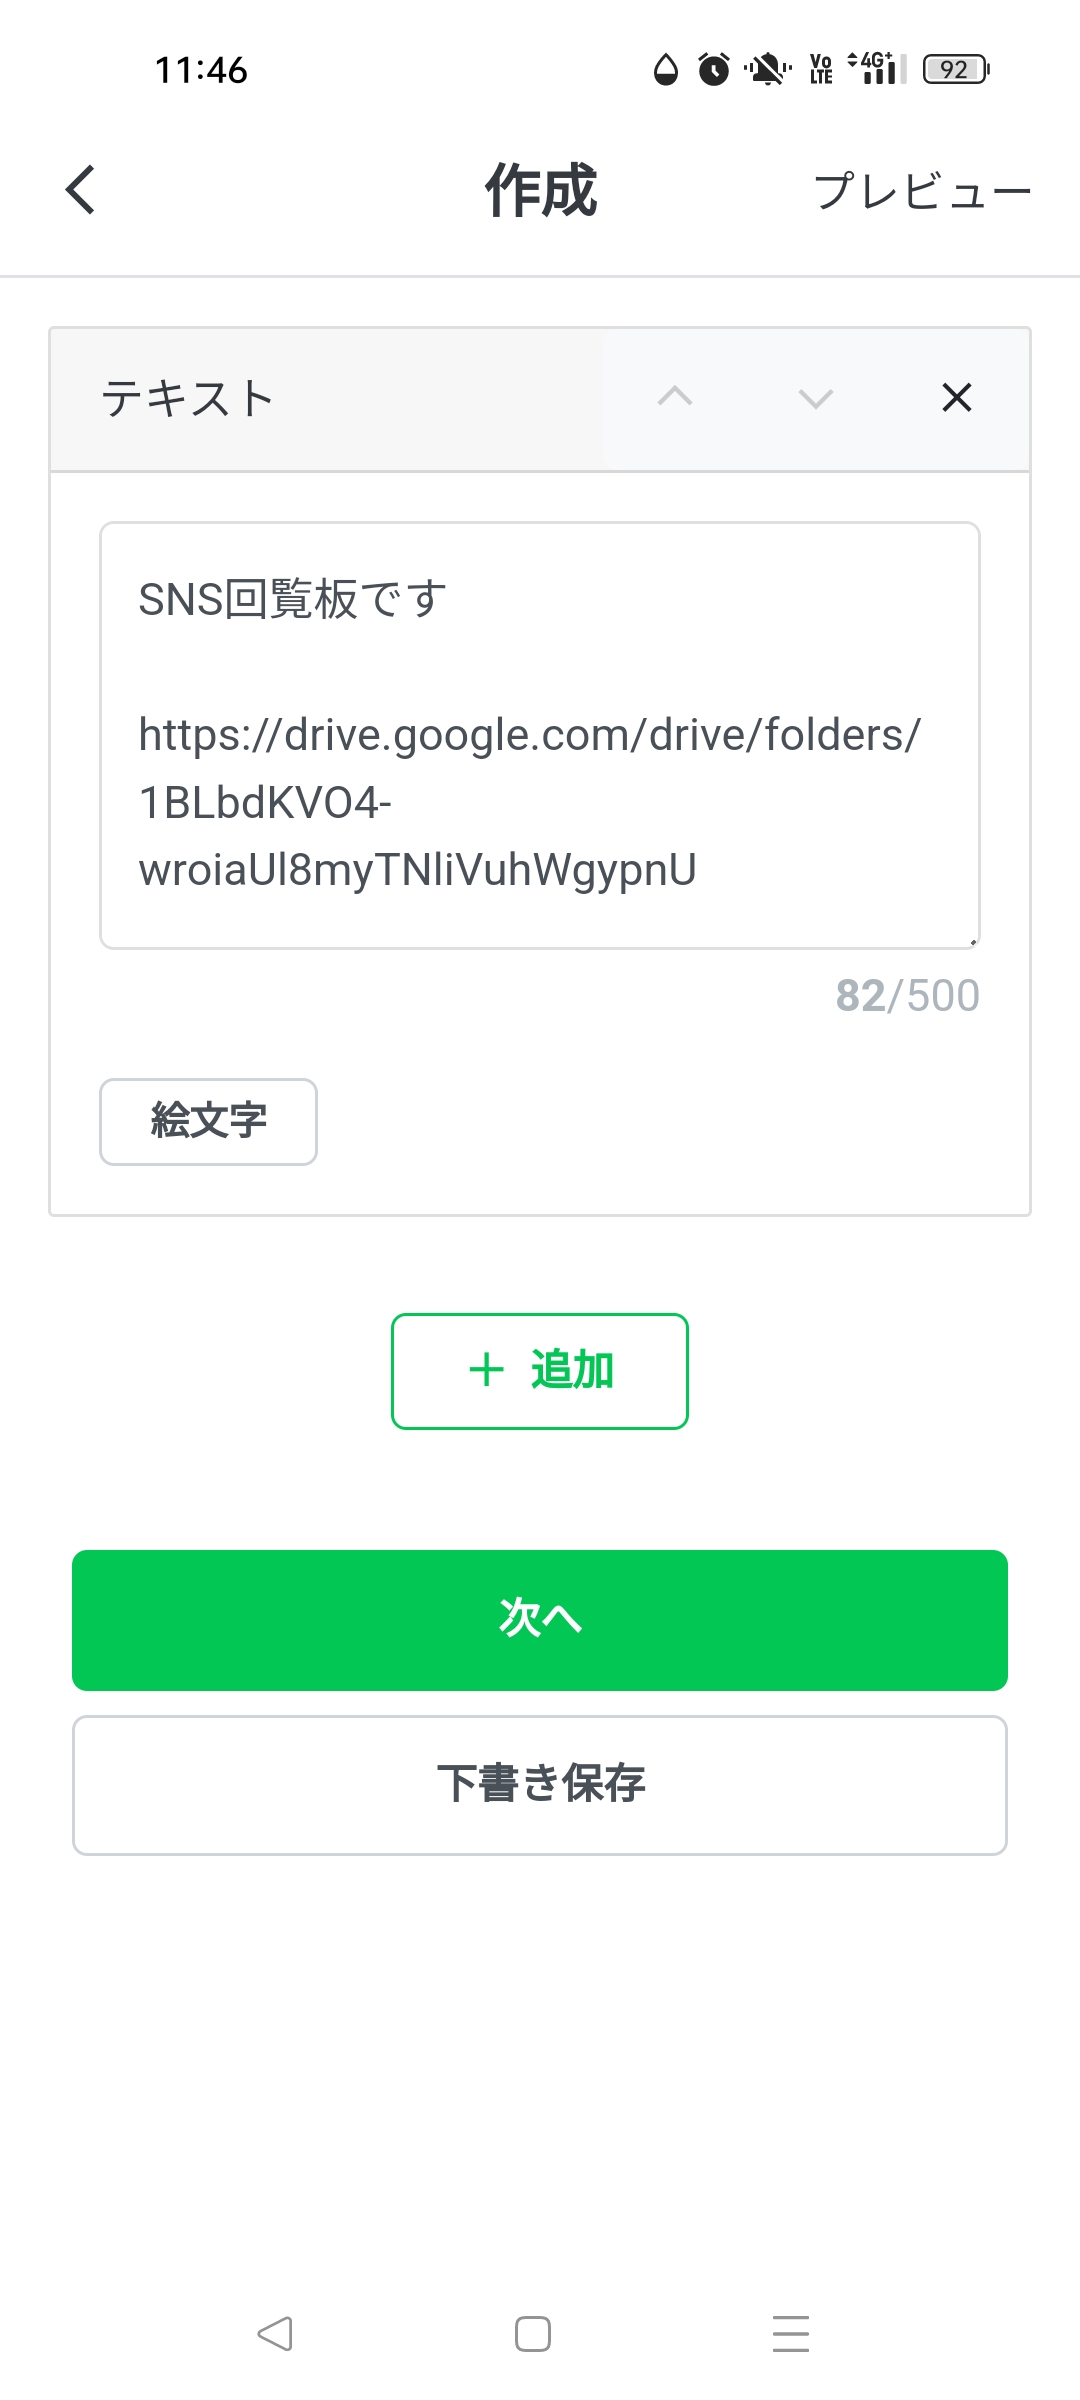 11:46
Vo LTE 4G+ 92
作成
プレビュー
テキスト
SNS回覧板です
https://drive.google.com/drive/folders/
1BLbdKVO4-
wroiaUl8myTNliVuhWgypnU
82/500
絵文字
追加
次へ
下書き保存